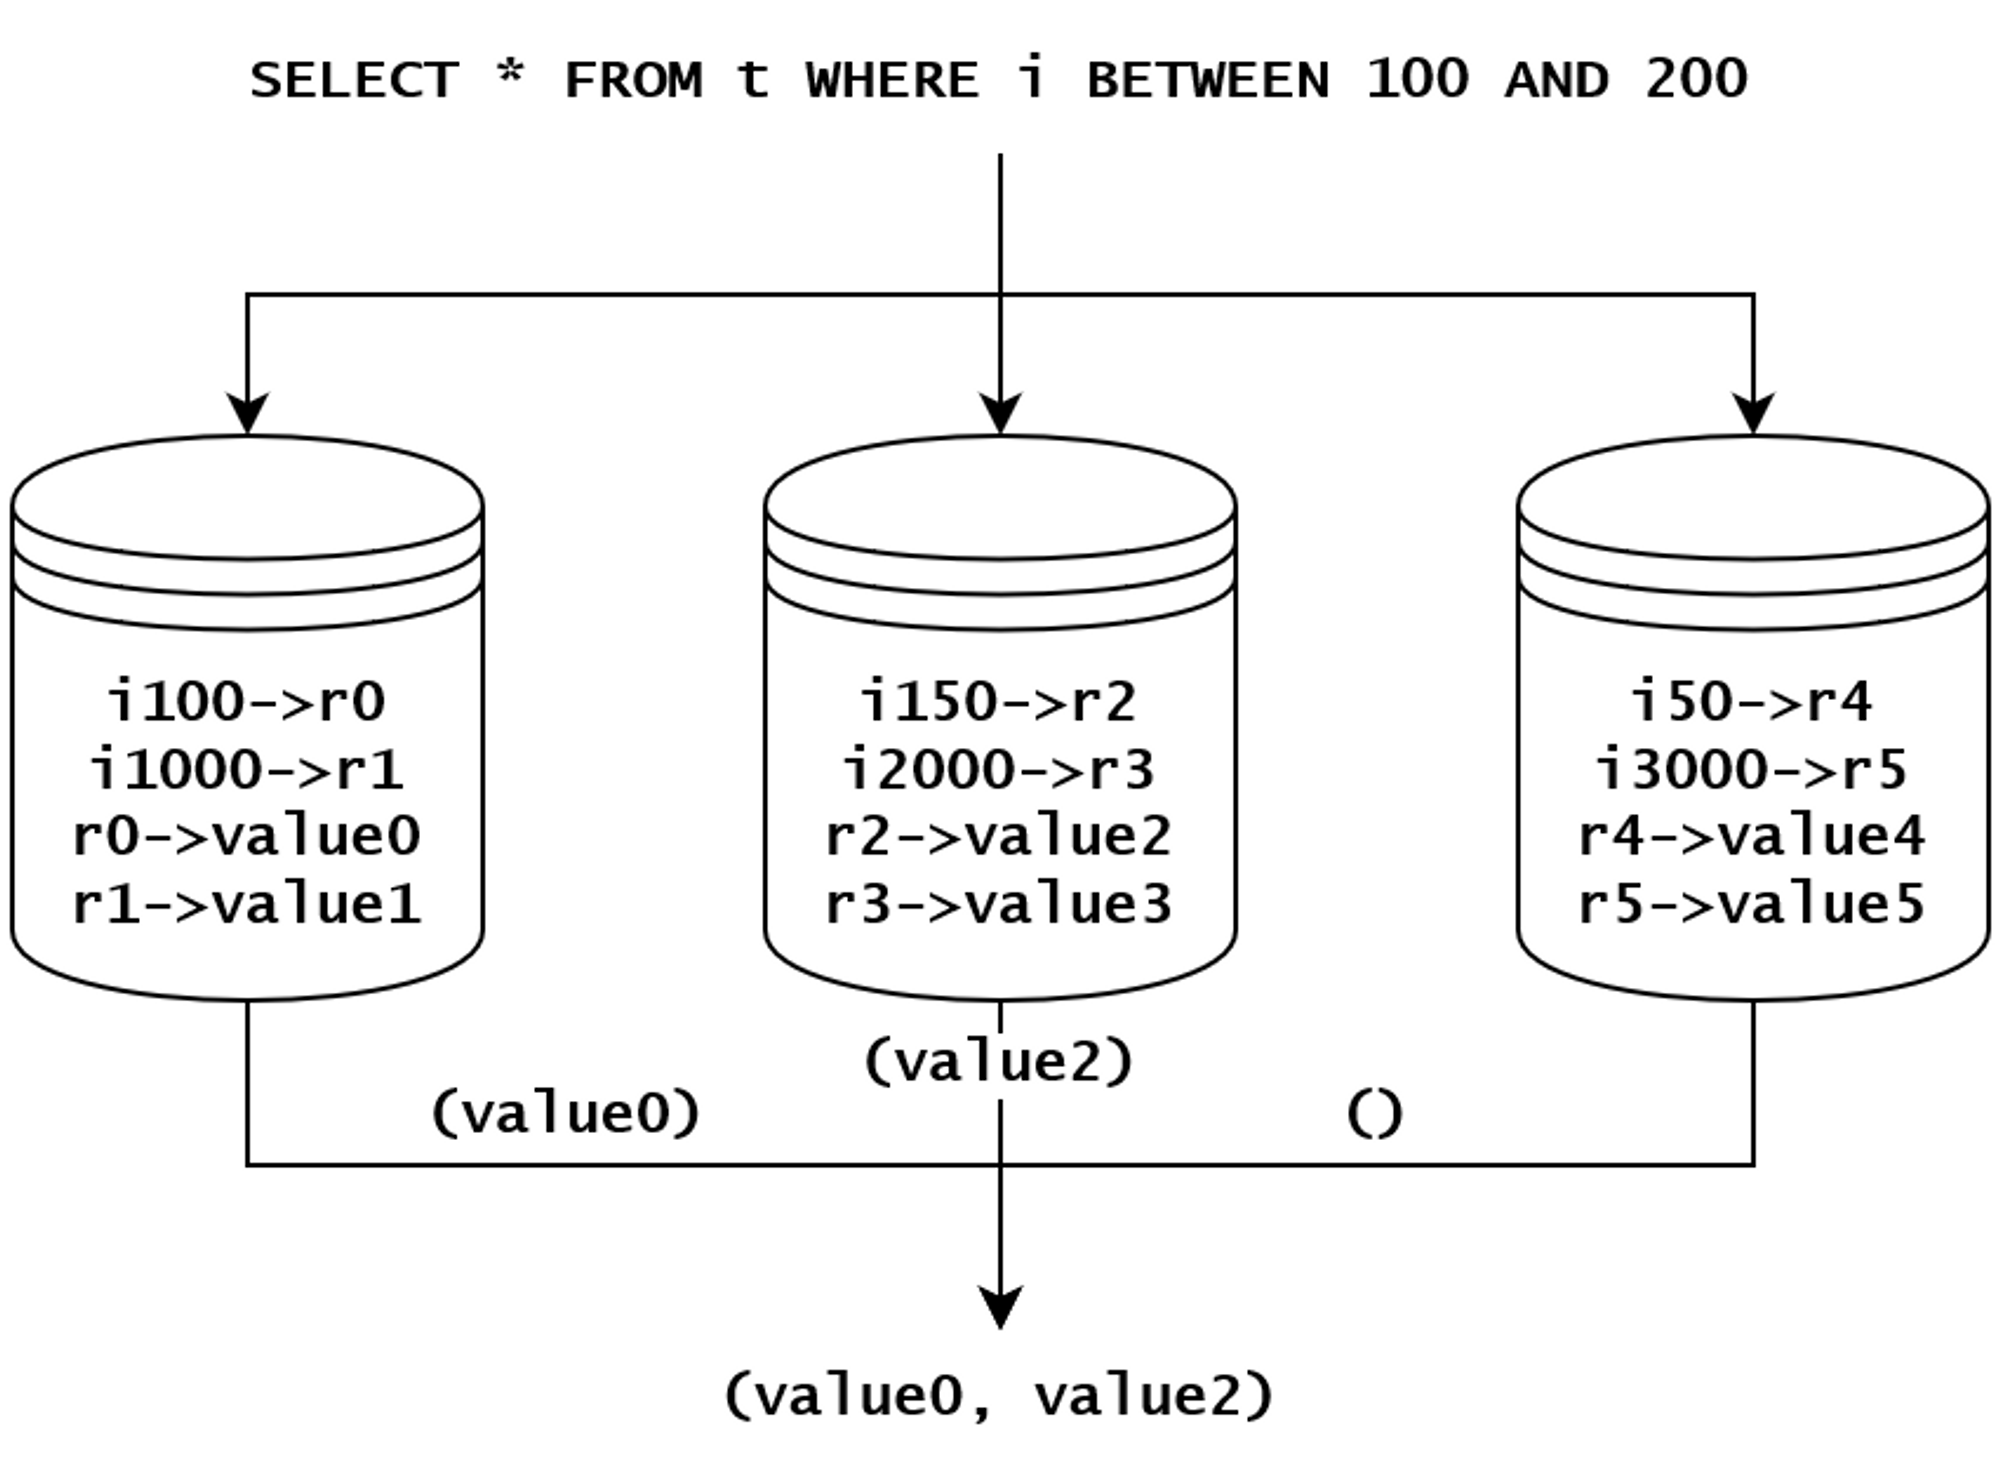 SELECT * FROM t WHERE i BETWEEN 100 AND 200
i100->r0
i1000->r1
r0->value0
r1->value1
i150->r2
i2000->r3
r2->value2
r3->value3
i50->r4
i3000->r5
r4->value4
r5->value5
(value0)
(value2)
()
(value0, value2)